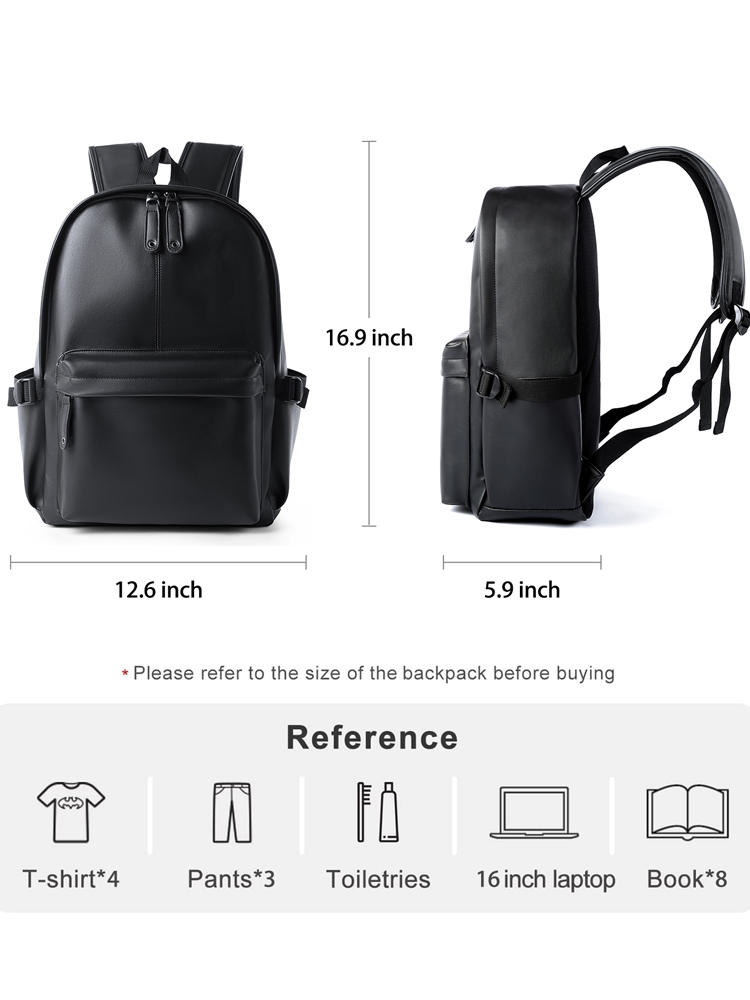 16.9 inch
12.6 inch
5.9 inch
* Please refer to the size of the backpack before buying
Reference
T-shirt*4
Pants*3
Toiletries
16 inch laptop
Book*8